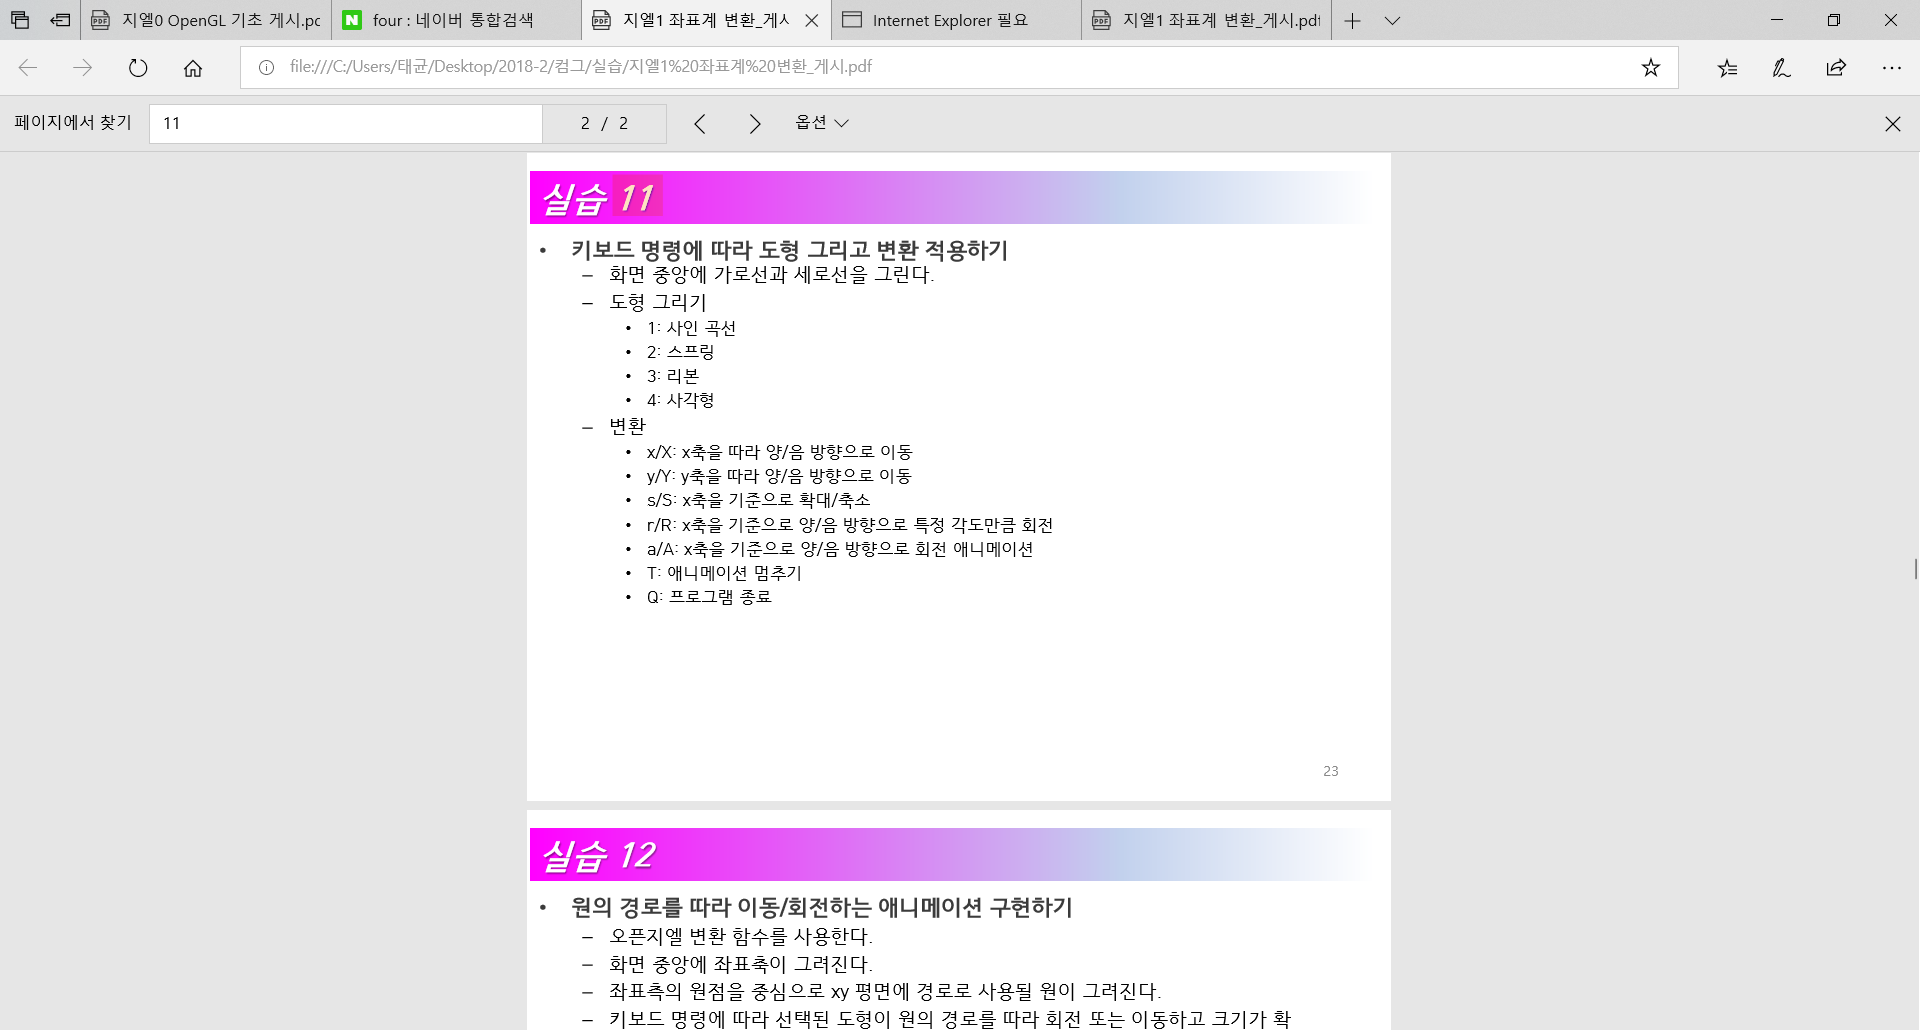 지엘0 OpenGL 기초 게시.pc
four : 네이버 통합검색
지엘1 좌표계 변환_게시
Internet Explorer 필요
지엘1 좌표계 변환_게시.pdf
file:///C:/Users/태균/Desktop/2018-2/컴그/실습/지엘1%20좌표계%20변환_게시.pdf
페이지에서 찾기
11
2 / 2
옵션
실습 11
• 키보드 명령에 따라 도형 그리고 변환 적용하기
– 화면 중앙에 가로선과 세로선을 그린다.
– 도형 그리기
• 1: 사인 곡선
• 2: 스프링
• 3: 리본
• 4: 사각형
– 변환
• x/X: x축을 따라 양/음 방향으로 이동
• y/Y: y축을 따라 양/음 방향으로 이동
• s/S: x축을 기준으로 확대/축소
• r/R: x축을 기준으로 양/음 방향으로 특정 각도만큼 회전
• a/A: x축을 기준으로 양/음 방향으로 회전 애니메이션
• T: 애니메이션 멈추기
• Q: 프로그램 종료
23
실습 12
• 원의 경로를 따라 이동/회전하는 애니메이션 구현하기
– 오픈지엘 변환 함수를 사용한다.
– 화면 중앙에 좌표축이 그려진다.
– 좌표측의 원점을 중심으로 xy 평면에 경로로 사용될 원이 그려진다.
– 키보드 명령에 따라 선택된 도형이 원의 경로를 따라 회전 또는 이동하고 크기가 확